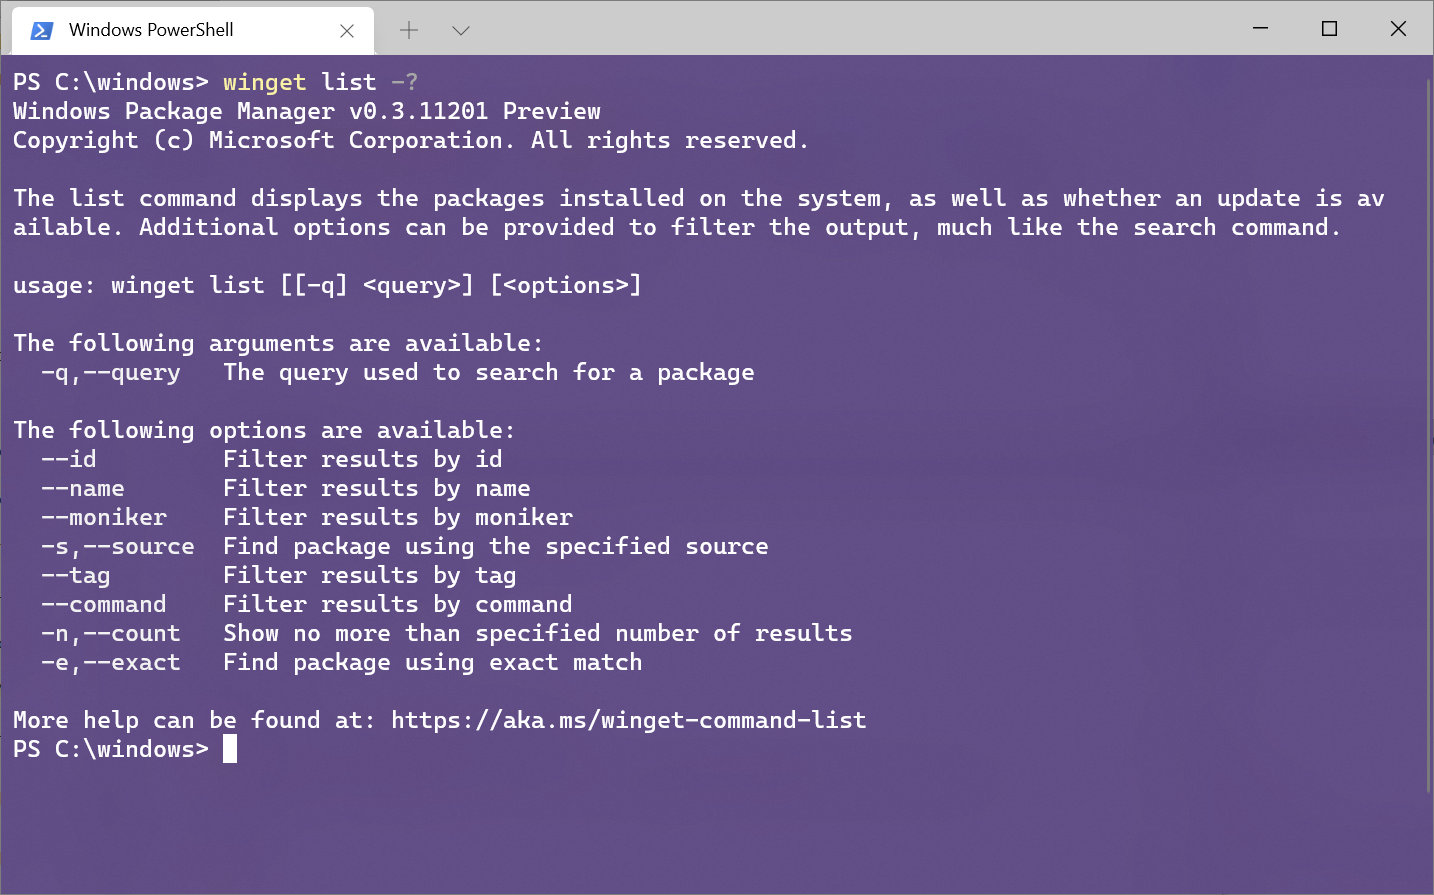 Windows PowerShell
PS C:\windows> winget list -?
Windows Package Manager v0.3.11201 Preview
Copyright (c) Microsoft Corporation. All rights reserved.
The list command displays the packages installed on the system, as well as whether an update is av
ailable. Additional options can be provided to filter the output, much like the search command.
usage: winget list [[-q] <query>] [<options>]
The following arguments are available:
  -q,--query   The query used to search for a package
The following options are available:
  --id         Filter results by id
  --name       Filter results by name
  --moniker    Filter results by moniker
  -s,--source  Find package using the specified source
  --tag        Filter results by tag
  --command    Filter results by command
  -n,--count   Show no more than specified number of results
  -e,--exact   Find package using exact match
More help can be found at: https://aka.ms/winget-command-list
PS C:\windows>